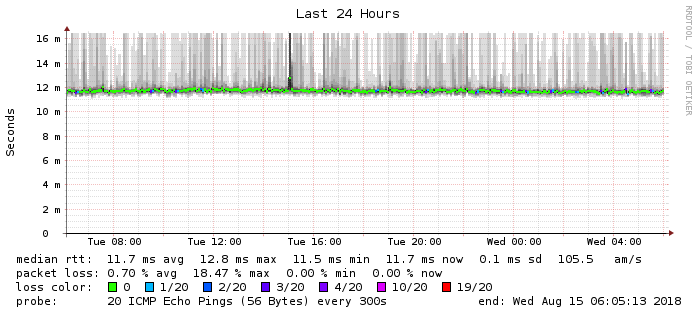 Last 24 Hours
RRDTOOL / TOBI OETIKER
Seconds
16 m
14 m
12 m
10 m
8 m
6 m
4 m
2 m
0
Tue 08:00 Tue 12:00 Tue 16:00 Tue 20:00 Wed 00:00 Wed 04:00
median rtt: 11.7 ms avg 12.8 ms max 11.5 ms min 11.7 ms now 0.1 ms sd 105.5 am/s
packet loss: 0.70 % avg 18.47 % max 0.00 % min 0.00 % now
loss color: 0 1/20 2/20 3/20 4/20 10/20 19/20
probe: 20 ICMP Echo Pings (56 Bytes) every 300s end: Wed Aug 15 06:05:13 2018